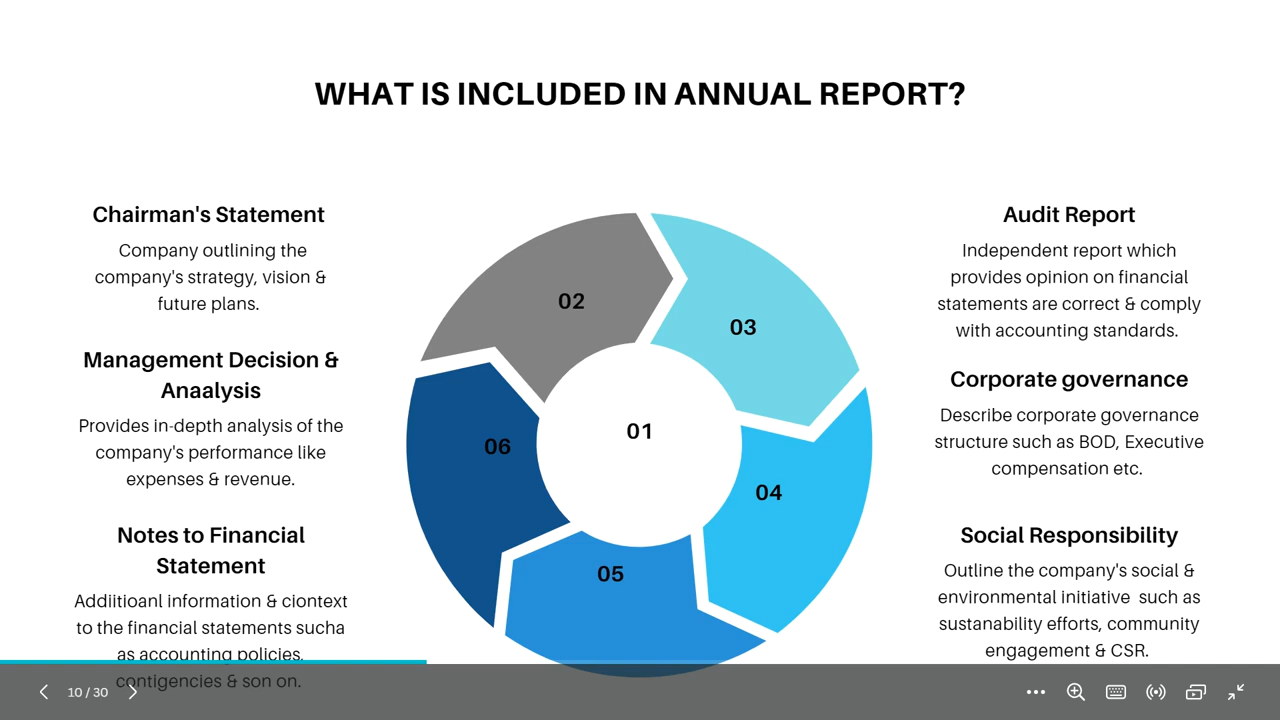 WHAT IS INCLUDED IN ANNUAL REPORT?
Chairman's Statement
Company outlining the
company's strategy, vision &
future plans.
Management Decision &
Anaalysis
Provides in-depth analysis of the
company's performance like
expenses & revenue.
Notes to Financial
Statement
Addiitioanl information & ciontext
to the financial statements sucha
as accounting policies,
contigencies & son on.
02
03
01
06
04
05
Audit Report
Independent report which
provides opinion on financial
statements are correct & comply
with accounting standards.
Corporate governance
Describe corporate governance
structure such as BOD, Executive
compensation etc.
Social Responsibility
Outline the company's social &
environmental initiative such as
sustanability efforts, community
engagement & CSR.
10 / 30